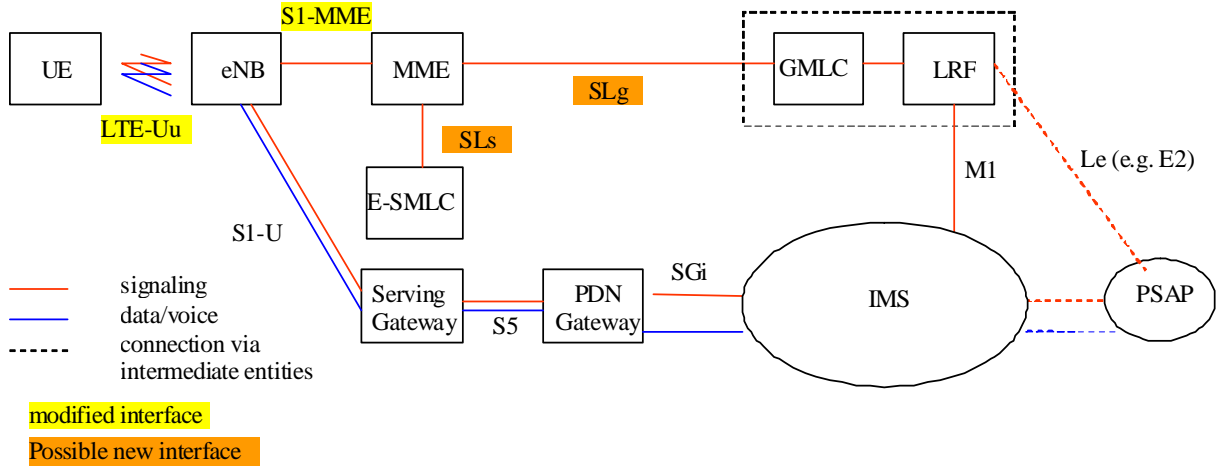 S1-MME
UE
eNB
MME
GMLC
LRF
SLg
LTE-Uu
SLs
Le (e.g. E2)
M1
E-SMLC
S1-U
SGi
signaling
Serving
Gateway
PDN
Gateway
IMS
PSAP
data/voice
S5
connection via
intermediate entities
modified interface
Possible new interface